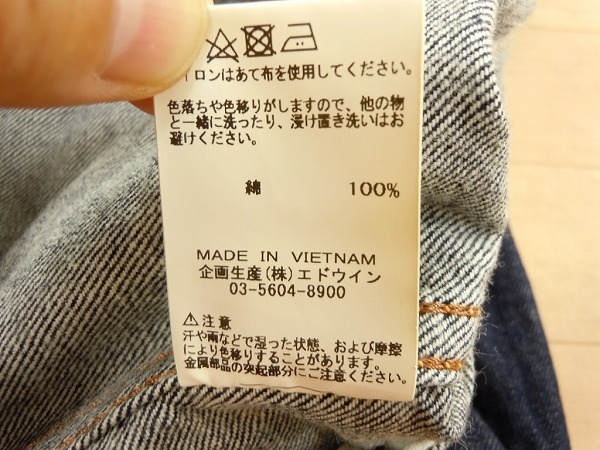 イロンはあて布を使用してください。
色落ちや色移りがしますので、他の物
と一緒に洗ったり、浸け置き洗いはお
避けください。
綿 100%
MADE IN VIETNAM
企画生産(株)エドウイン
03-5604-8900
⚠注意
汗や雨などで湿った状態、および摩擦
により色移りすることがあります。
金属部品の突起部分にご注意ください。